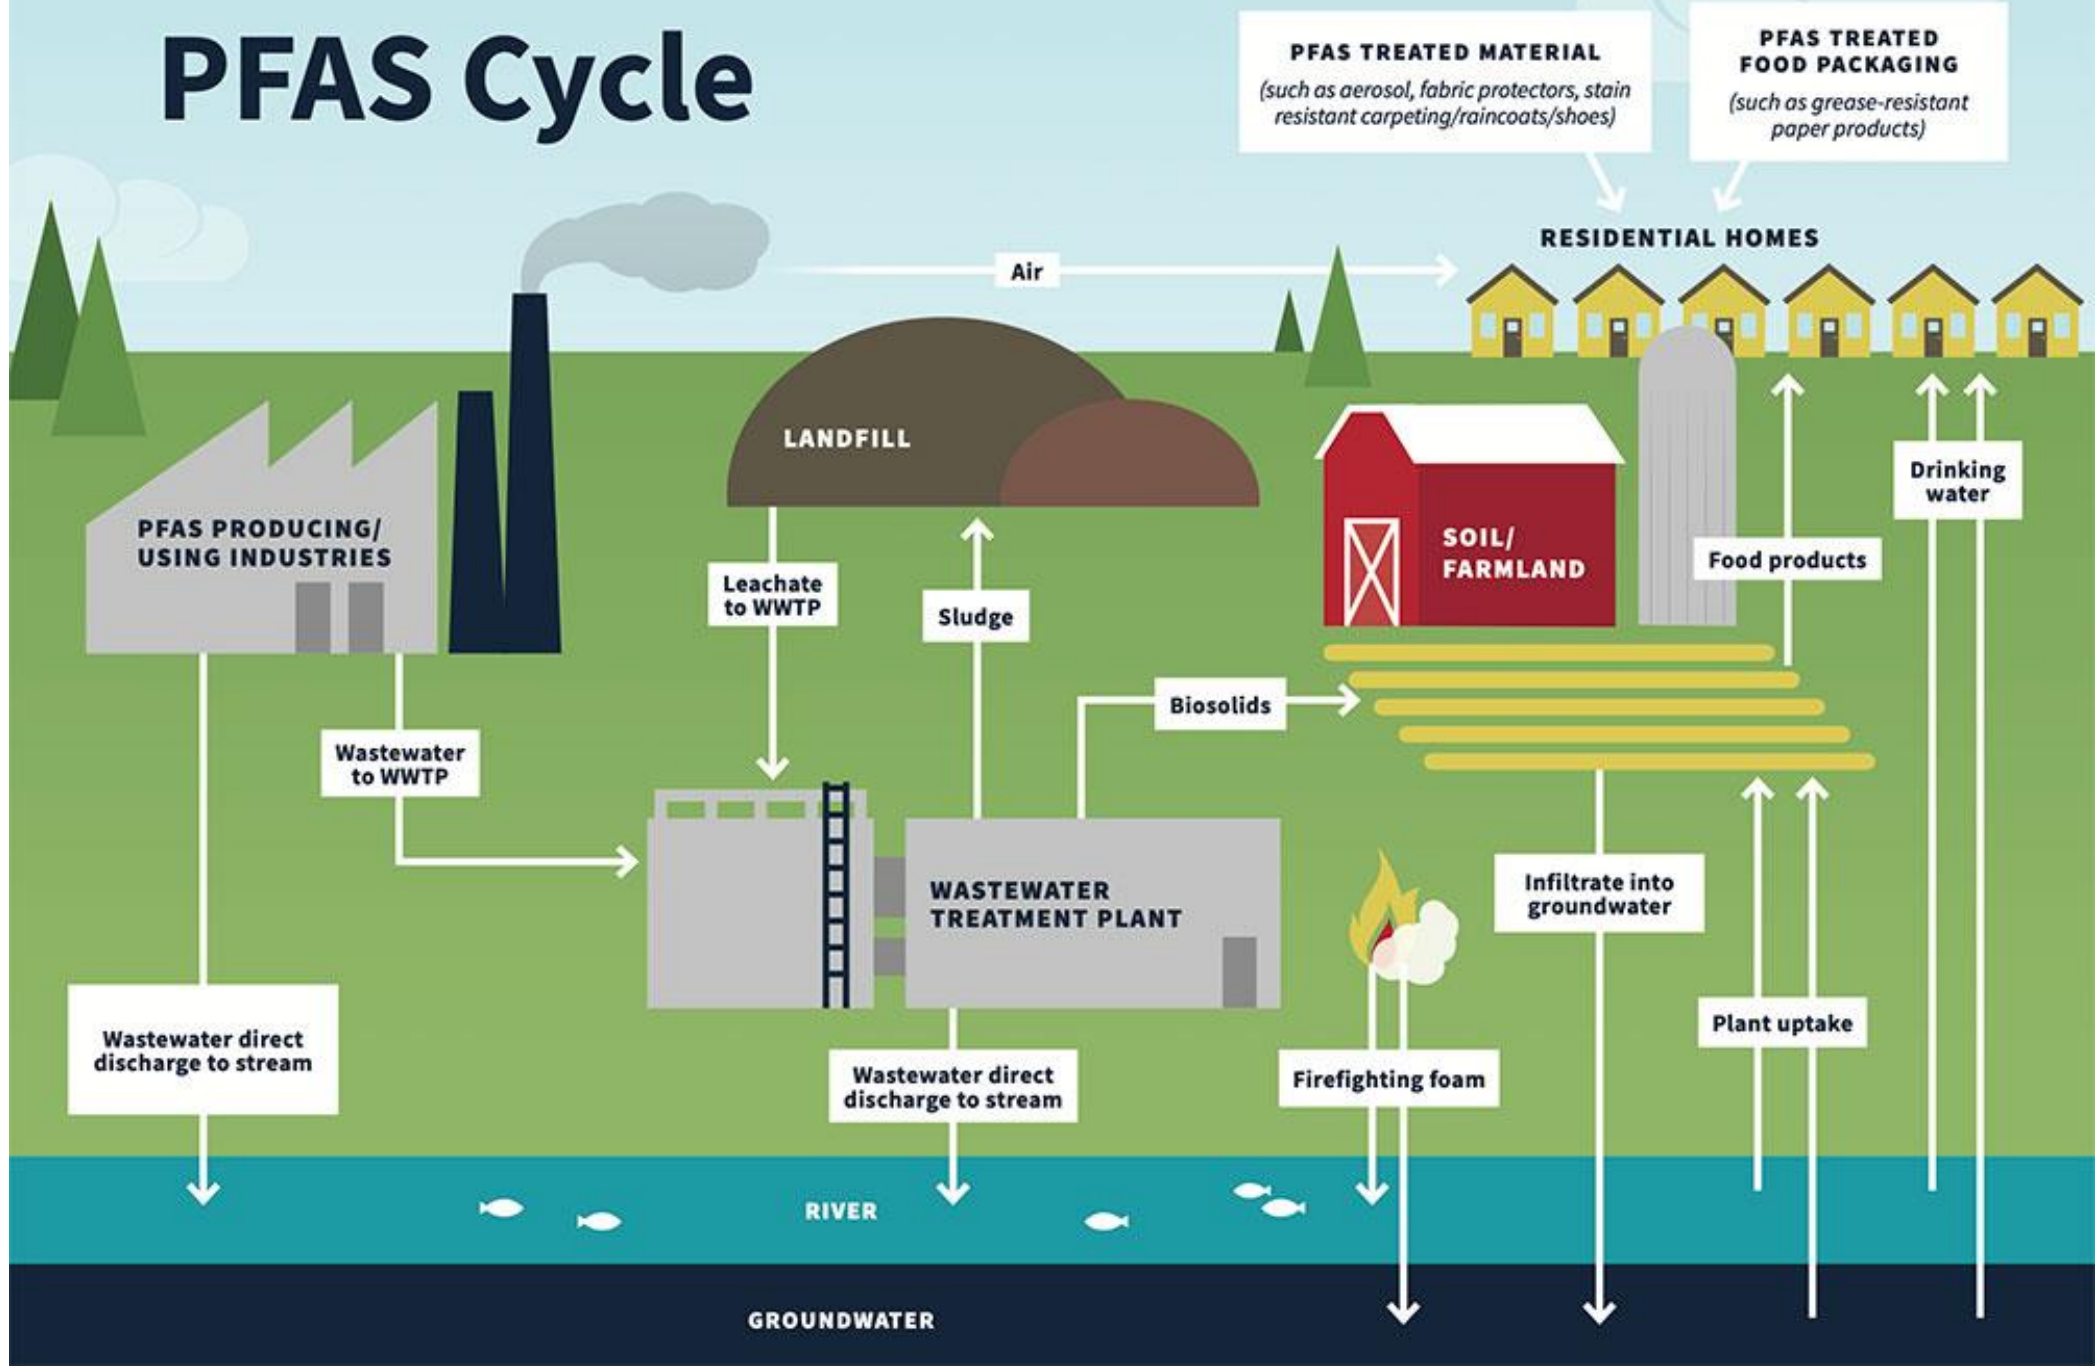 PFAS Cycle
PFAS TREATED MATERIAL
(such as aerosol, fabric protectors, stain
resistant carpeting/raincoats/shoes)
PFAS TREATED
FOOD PACKAGING
(such as grease-resistant
paper products)
RESIDENTIAL HOMES
Air
LANDFILL
PFAS PRODUCING/
USING INDUSTRIES
Leachate
to WWTP
Sludge
SOIL/
FARMLAND
Food products
Drinking
water
Biosolids
Wastewater
to WWTP
WASTEWATER
TREATMENT PLANT
Infiltrate into
groundwater
Plant uptake
Wastewater direct
discharge to stream
Wastewater direct
discharge to stream
Firefighting foam
RIVER
GROUNDWATER